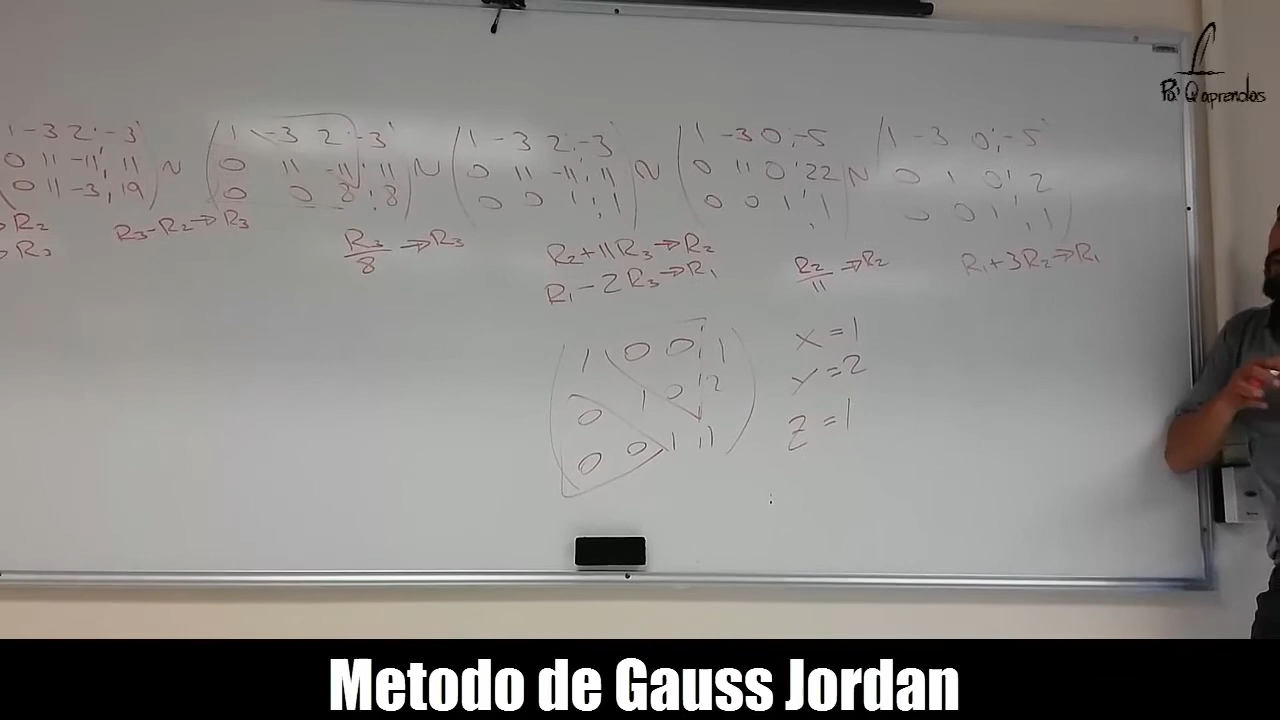 1 -3 2 ¦ -3
0 11 -11 ¦ 11
0 11 -3 ¦ 19
~
→ R2
R3 - R2 → R3
1 -3 2 ¦ -3
0 11 -11 ¦ 11
0 0 8 ¦ 8
~
R3/8 → R3
1 -3 2 ¦ -3
0 11 -11 ¦ 11
0 0 1 ¦ 1
~
R2 + 11R3 → R2
R1 - 2R3 → R1
1 -3 0 ¦ -5
0 11 0 ¦ 22
0 0 1 ¦ 1
~
R2/11 → R2
1 -3 0 ¦ -5
0 1 0 ¦ 2
0 0 1 ¦ 1
R1 + 3R2 → R1
1 0 0 ¦ 1
0 1 0 ¦ 2
0 0 1 ¦ 1
x = 1
y = 2
z = 1
Pa' Q aprendas
Metodo de Gauss Jordan